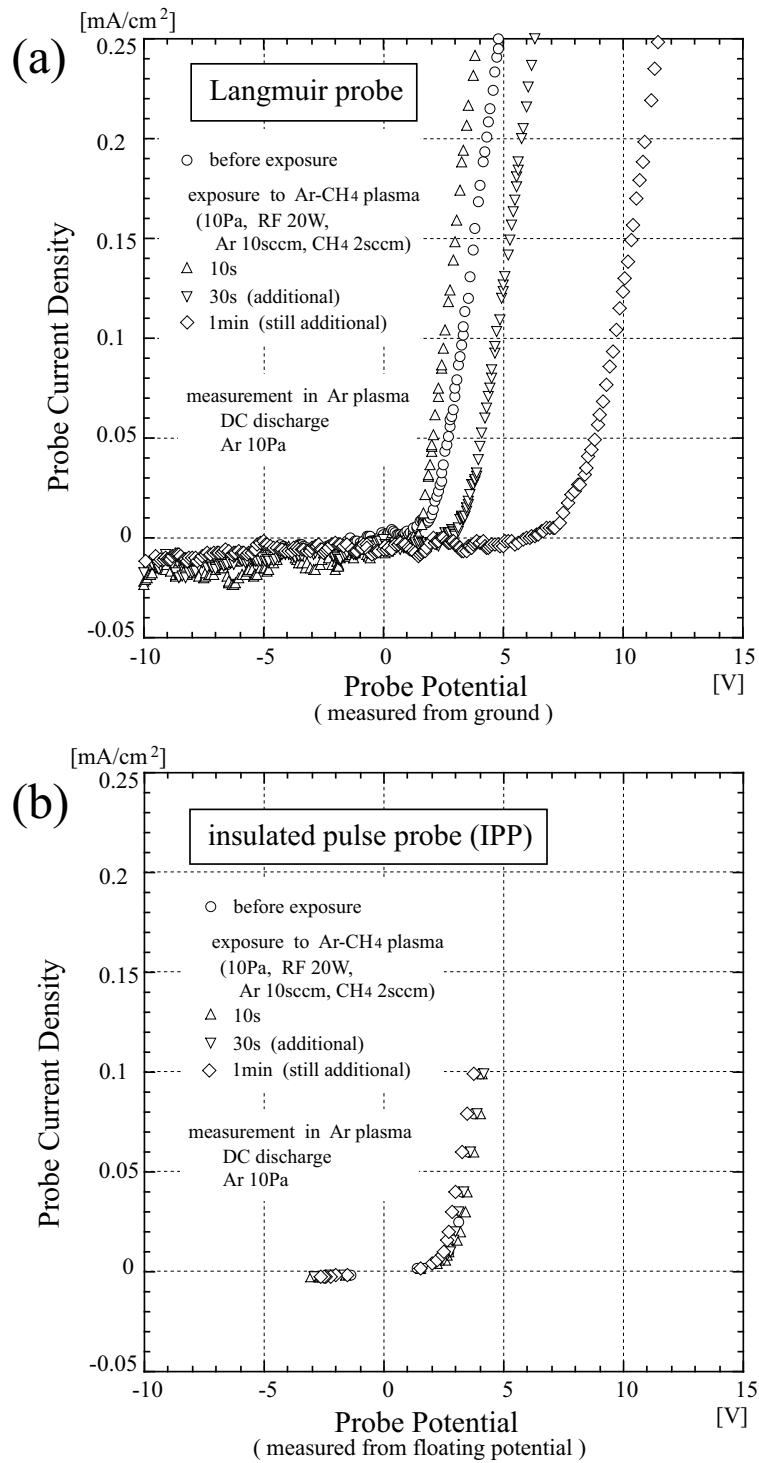 [mA/cm2]
(a)
0.25
Langmuir probe
0.2
before exposure
exposure to Ar-CH4 plasma
(10Pa, RF 20W,
Ar 10sccm, CH4 2sccm)
0.15
10s
30s (additional)
0.1
1min (still additional)
measurement in Ar plasma
DC discharge
Ar 10Pa
0.05
0
-0.05
Probe Current Density
-10 -5 0 5 10 15
Probe Potential [V]
( measured from ground )
[mA/cm2]
(b)
0.25
insulated pulse probe (IPP)
0.2
before exposure
exposure to Ar-CH4 plasma
(10Pa, RF 20W,
Ar 10sccm, CH4 2sccm)
0.15
10s
30s (additional)
0.1
1min (still additional)
measurement in Ar plasma
DC discharge
Ar 10Pa
0.05
0
-0.05
Probe Current Density
-10 -5 0 5 10 15
Probe Potential [V]
( measured from floating potential )